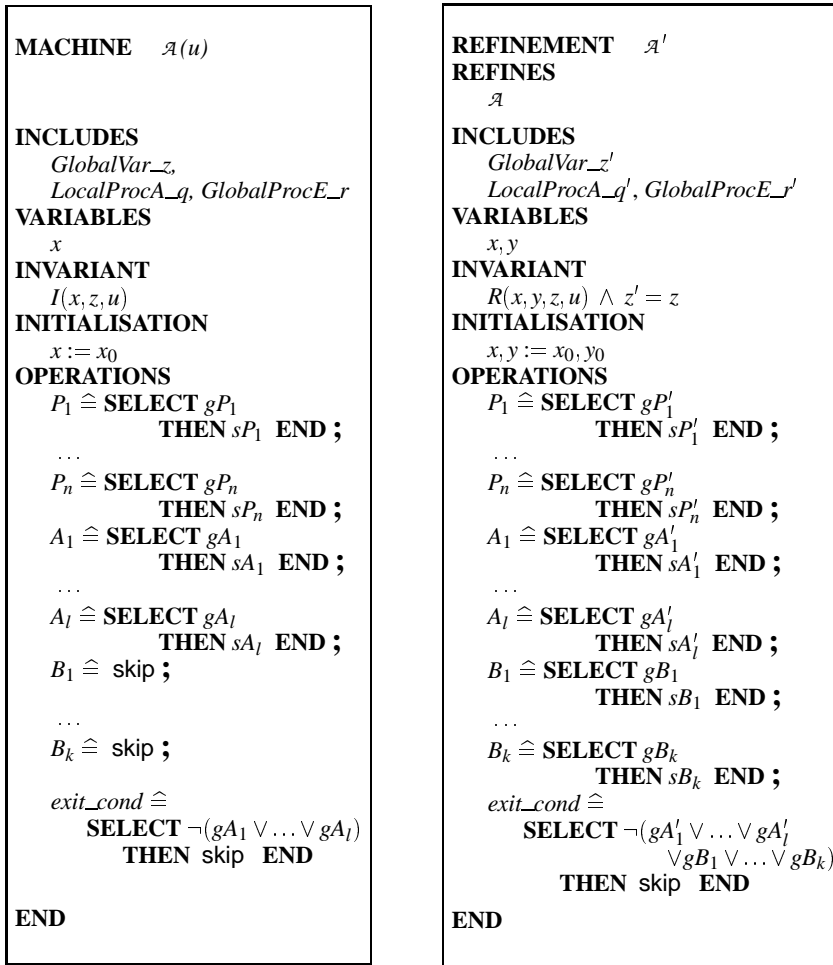 MACHINE 𝒜(u)
INCLUDES
GlobalVar_z,
LocalProcA_q, GlobalProcE_r
VARIABLES
x
INVARIANT
I(x,z,u)
INITIALISATION
x := x₀
OPERATIONS
P₁ ≙ SELECT gP₁
THEN sP₁ END ;
...
Pₙ ≙ SELECT gPₙ
THEN sPₙ END ;
A₁ ≙ SELECT gA₁
THEN sA₁ END ;
...
Aₗ ≙ SELECT gAₗ
THEN sAₗ END ;
B₁ ≙ skip ;
...
Bₖ ≙ skip ;
exit_cond ≙
SELECT ¬(gA₁ ∨ ... ∨ gAₗ)
THEN skip END
END
REFINEMENT 𝒜′
REFINES
𝒜
INCLUDES
GlobalVar_z′
LocalProcA_q′, GlobalProcE_r′
VARIABLES
x, y
INVARIANT
R(x,y,z,u) ∧ z′ = z
INITIALISATION
x, y := x₀, y₀
OPERATIONS
P₁ ≙ SELECT gP′₁
THEN sP′₁ END ;
...
Pₙ ≙ SELECT gP′ₙ
THEN sP′ₙ END ;
A₁ ≙ SELECT gA′₁
THEN sA′₁ END ;
...
Aₗ ≙ SELECT gA′ₗ
THEN sA′ₗ END ;
B₁ ≙ SELECT gB₁
THEN sB₁ END ;
...
Bₖ ≙ SELECT gBₖ
THEN sBₖ END ;
exit_cond ≙
SELECT ¬(gA′₁ ∨ ... ∨ gA′ₗ
∨gB₁ ∨ ... ∨ gBₖ)
THEN skip END
END